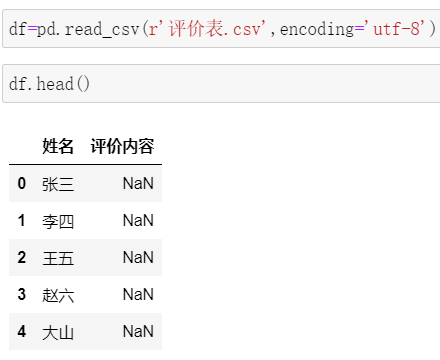 df=pd.read_csv(r'评价表.csv',encoding='utf-8')
df.head()
姓名 评价内容
0 张三 NaN
1 李四 NaN
2 王五 NaN
3 赵六 NaN
4 大山 NaN